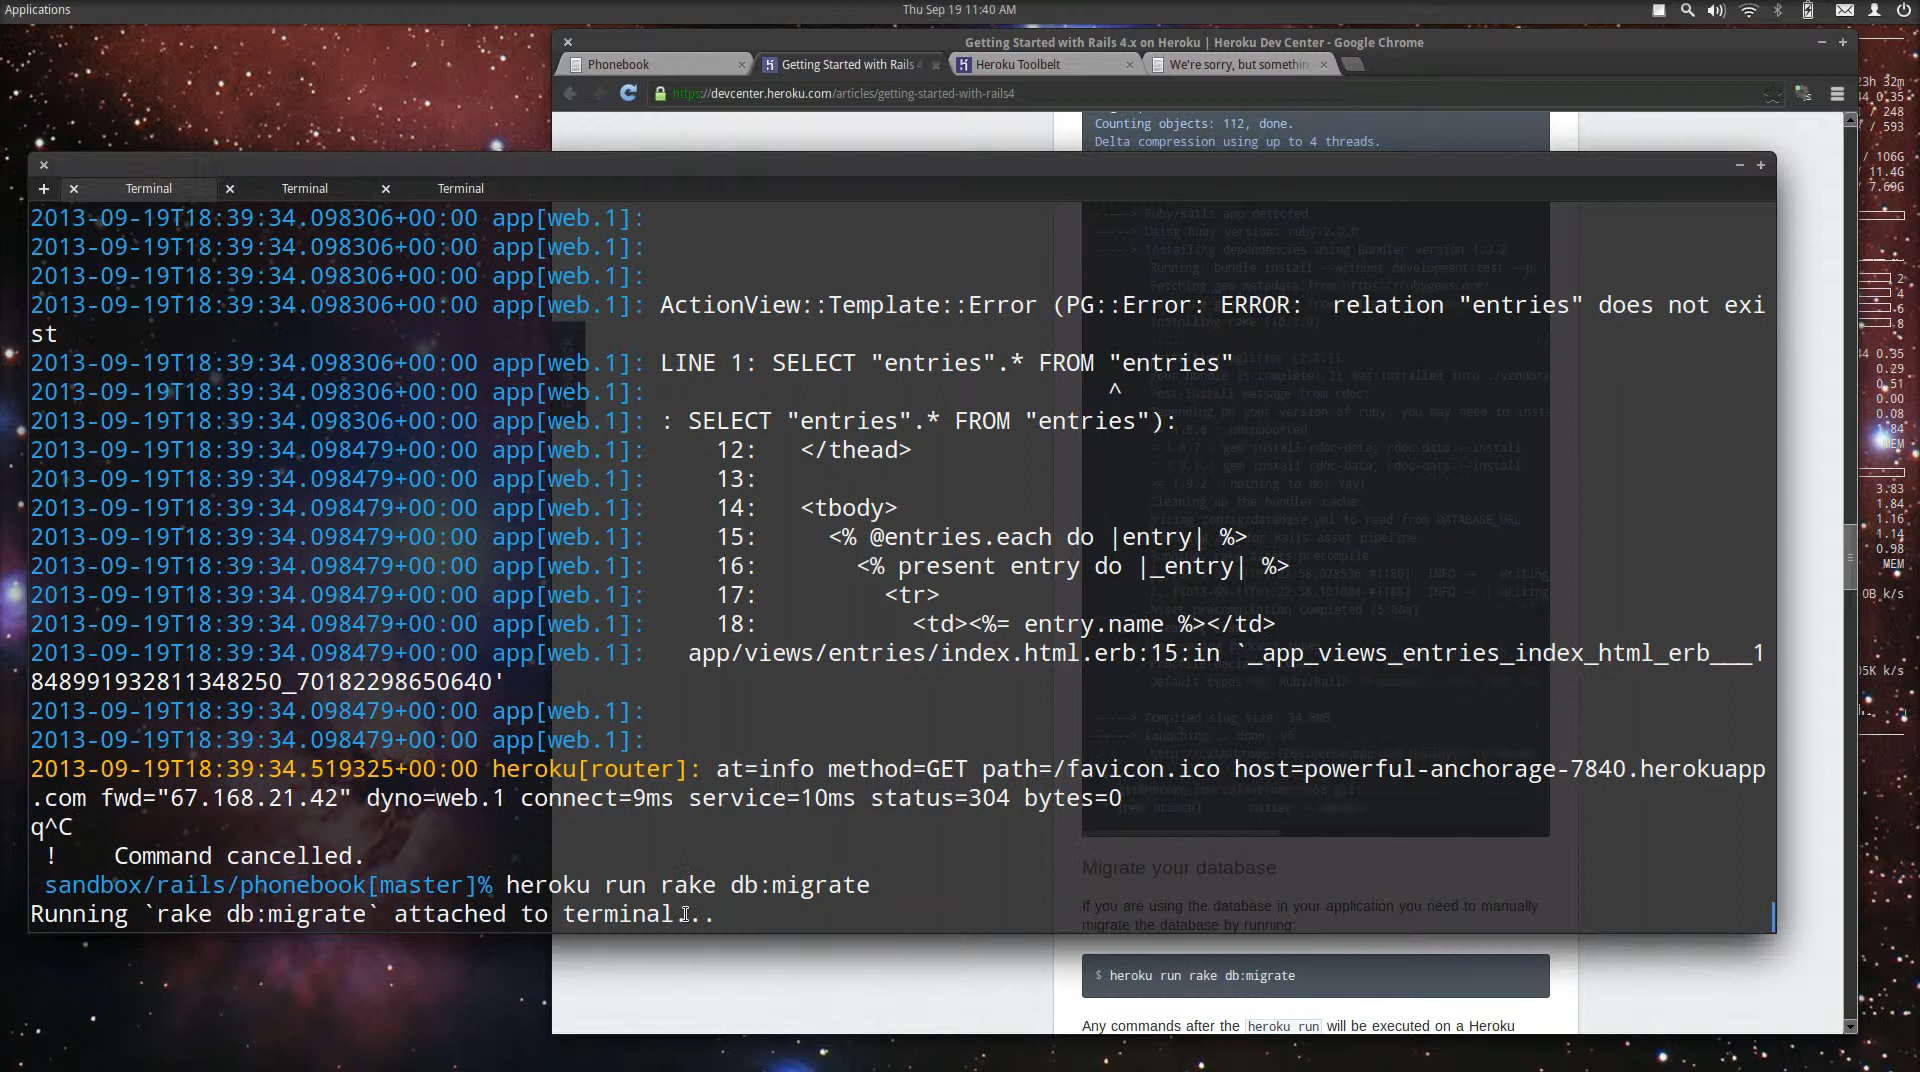 Applications
Thu Sep 19 11:40 AM
Getting Started with Rails 4.x on Heroku | Heroku Dev Center - Google Chrome
Phonebook
Getting Started with Rails 4
Heroku Toolbelt
We're sorry, but somethin
https://devcenter.heroku.com/articles/getting-started-with-rails4
Counting objects: 112, done.
Delta compression using up to 4 threads.
Terminal
Terminal
Terminal
2013-09-19T18:39:34.098306+00:00 app[web.1]:
2013-09-19T18:39:34.098306+00:00 app[web.1]:
2013-09-19T18:39:34.098306+00:00 app[web.1]:
2013-09-19T18:39:34.098306+00:00 app[web.1]: ActionView::Template::Error (PG::Error: ERROR:  relation "entries" does not exi
st
2013-09-19T18:39:34.098306+00:00 app[web.1]: LINE 1: SELECT "entries".* FROM "entries"
2013-09-19T18:39:34.098306+00:00 app[web.1]:                                 ^
2013-09-19T18:39:34.098306+00:00 app[web.1]: : SELECT "entries".* FROM "entries"):
2013-09-19T18:39:34.098479+00:00 app[web.1]:     12:   </thead>
2013-09-19T18:39:34.098479+00:00 app[web.1]:     13:
2013-09-19T18:39:34.098479+00:00 app[web.1]:     14:   <tbody>
2013-09-19T18:39:34.098479+00:00 app[web.1]:     15:     <% @entries.each do |entry| %>
2013-09-19T18:39:34.098479+00:00 app[web.1]:     16:       <% present entry do |_entry| %>
2013-09-19T18:39:34.098479+00:00 app[web.1]:     17:         <tr>
2013-09-19T18:39:34.098479+00:00 app[web.1]:     18:           <td><%= entry.name %></td>
2013-09-19T18:39:34.098479+00:00 app[web.1]:   app/views/entries/index.html.erb:15:in `_app_views_entries_index_html_erb___1
848991932811348250_70182298650640'
2013-09-19T18:39:34.098479+00:00 app[web.1]:
2013-09-19T18:39:34.098479+00:00 app[web.1]:
2013-09-19T18:39:34.519325+00:00 heroku[router]: at=info method=GET path=/favicon.ico host=powerful-anchorage-7840.herokuapp
.com fwd="67.168.21.42" dyno=web.1 connect=9ms service=10ms status=304 bytes=0
q^C
 !    Command cancelled.
sandbox/rails/phonebook[master]% heroku run rake db:migrate
Running `rake db:migrate` attached to terminal...
Migrate your database
If you are using the database in your application you need to manually
migrate the database by running:
$ heroku run rake db:migrate
Any commands after the heroku run will be executed on a Heroku